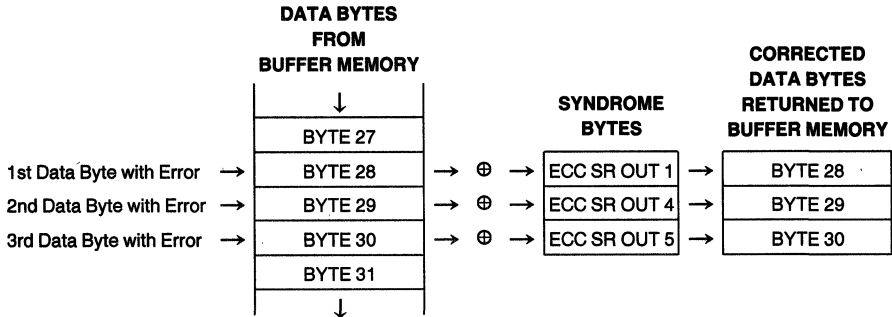 DATA BYTES
FROM
BUFFER MEMORY
SYNDROME
BYTES
CORRECTED
DATA BYTES
RETURNED TO
BUFFER MEMORY
↓
BYTE 27
1st Data Byte with Error → BYTE 28 → ⊕ → ECC SR OUT 1 → BYTE 28
2nd Data Byte with Error → BYTE 29 → ⊕ → ECC SR OUT 4 → BYTE 29
3rd Data Byte with Error → BYTE 30 → ⊕ → ECC SR OUT 5 → BYTE 30
BYTE 31
↓